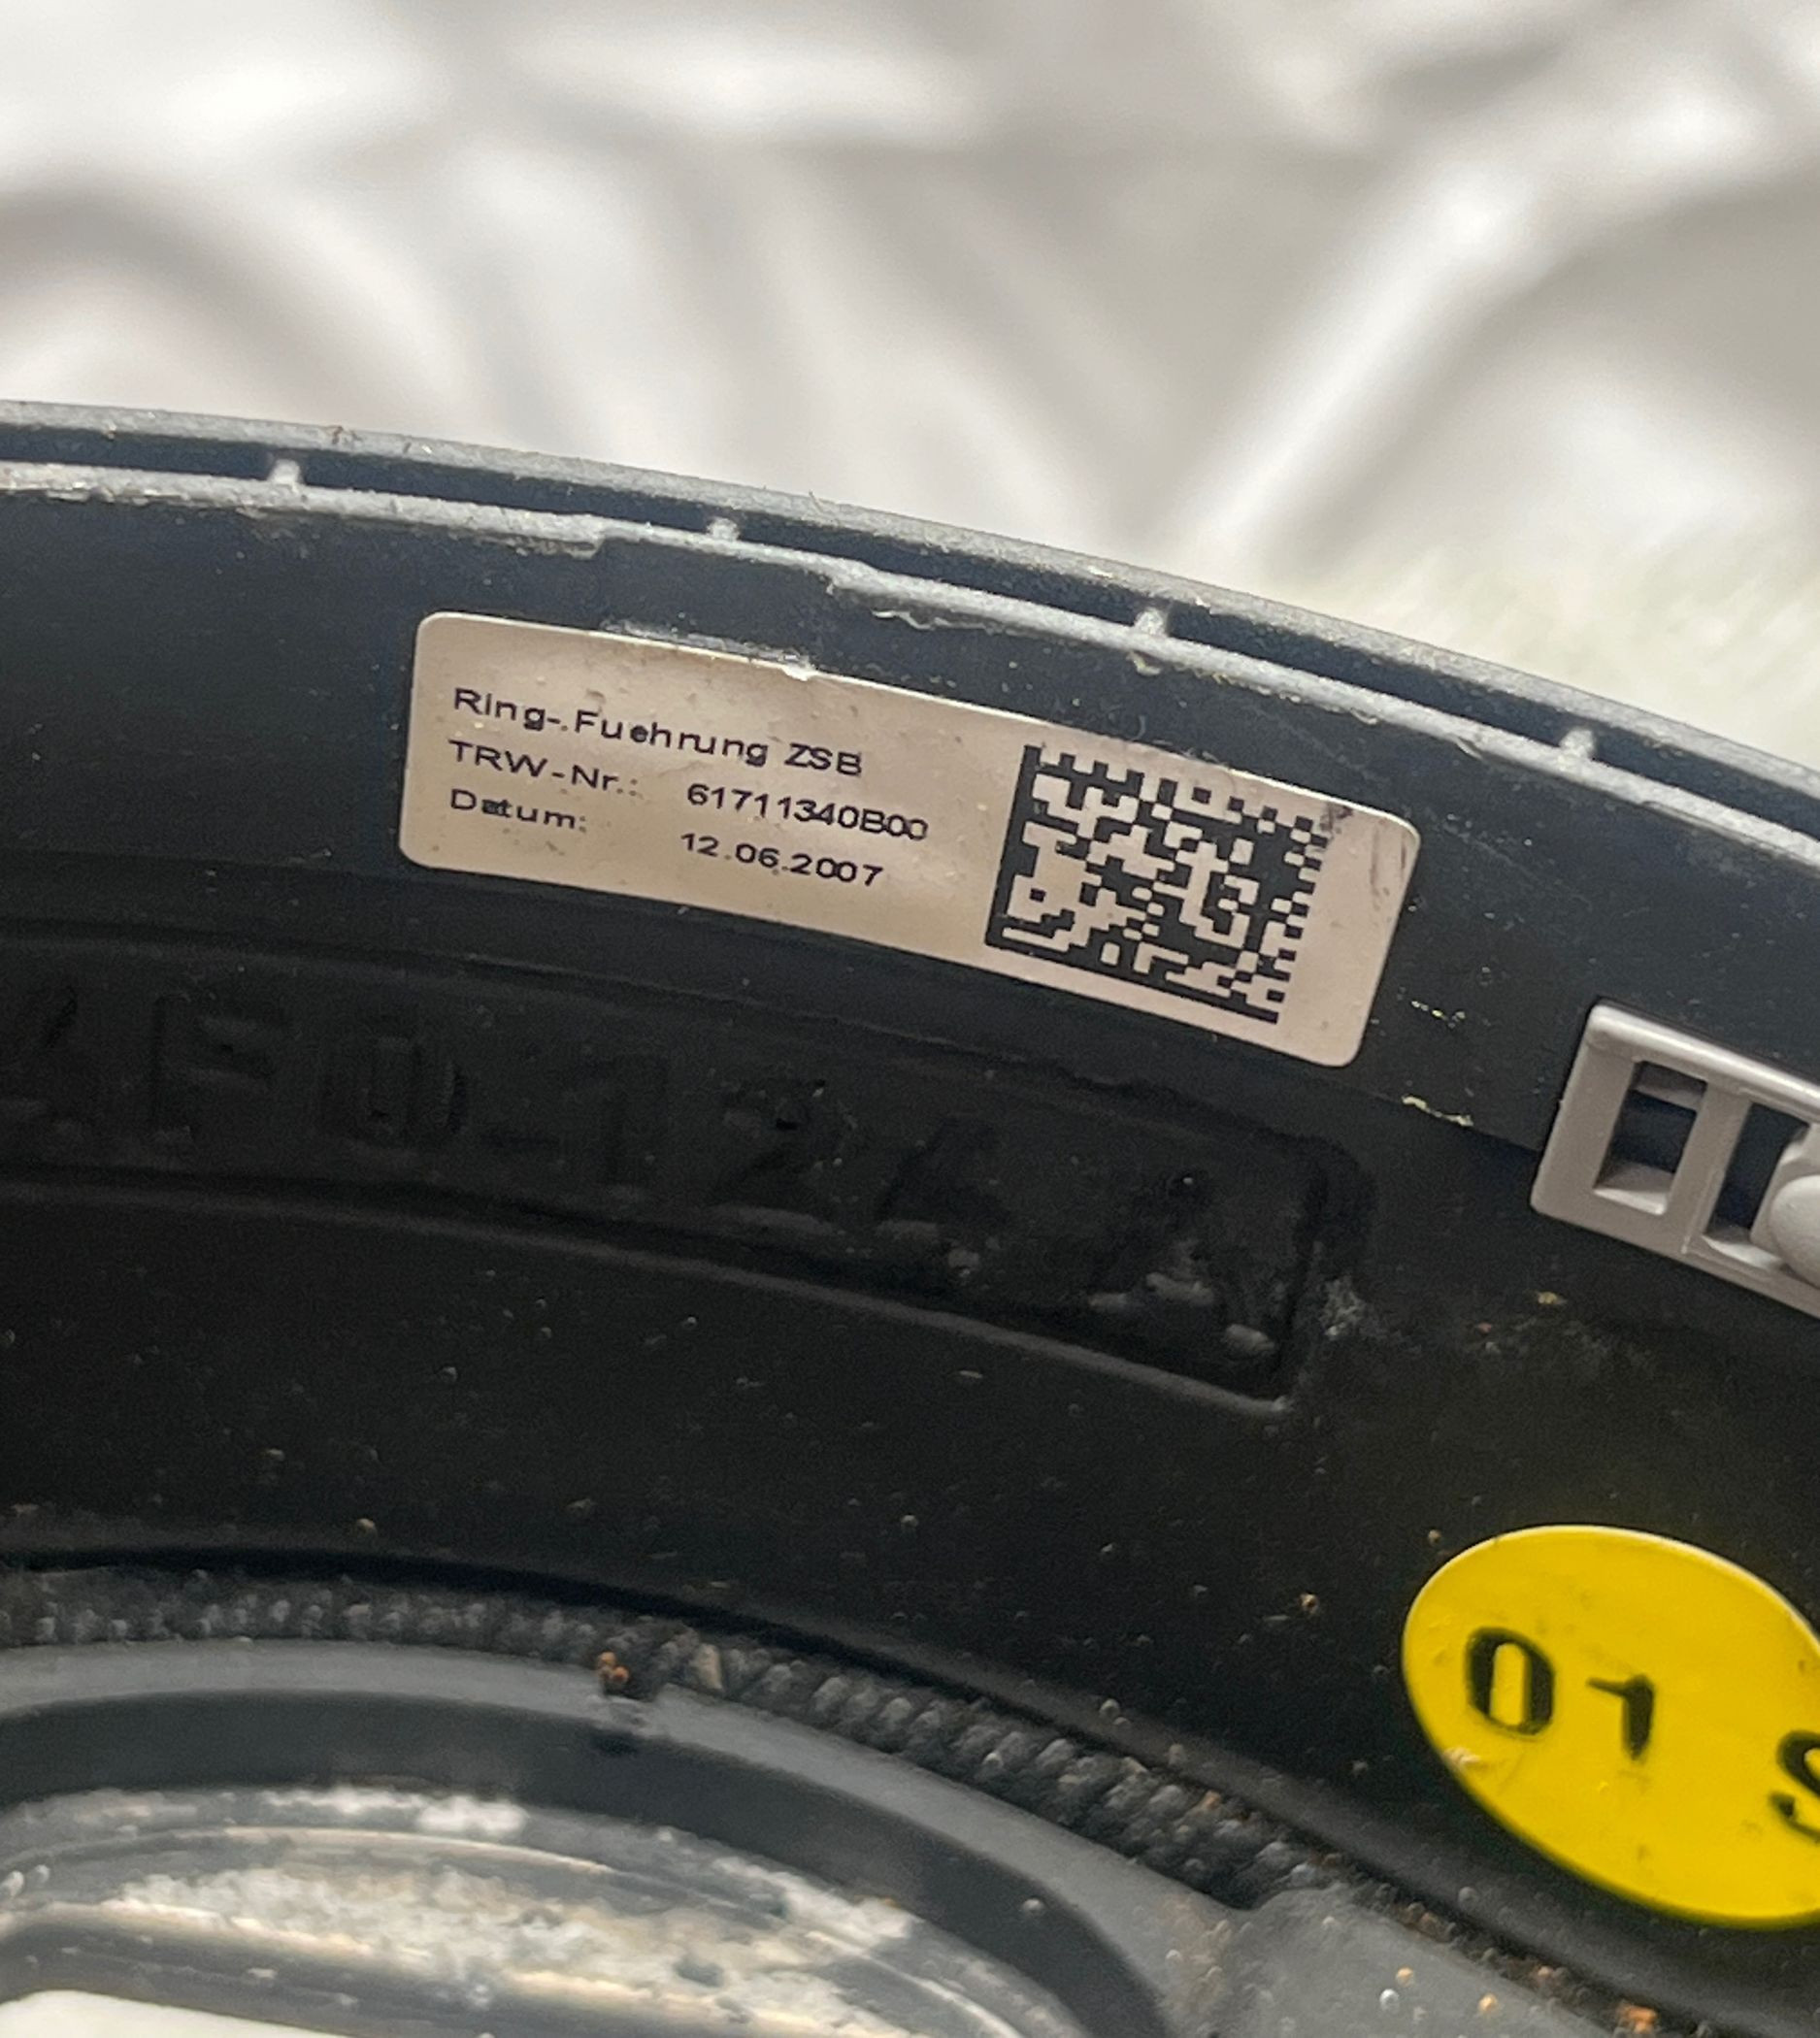 Ring-.Fuehrung ZSB
TRW-Nr.: 61711340B00
Datum: 12.06.2007
01 S